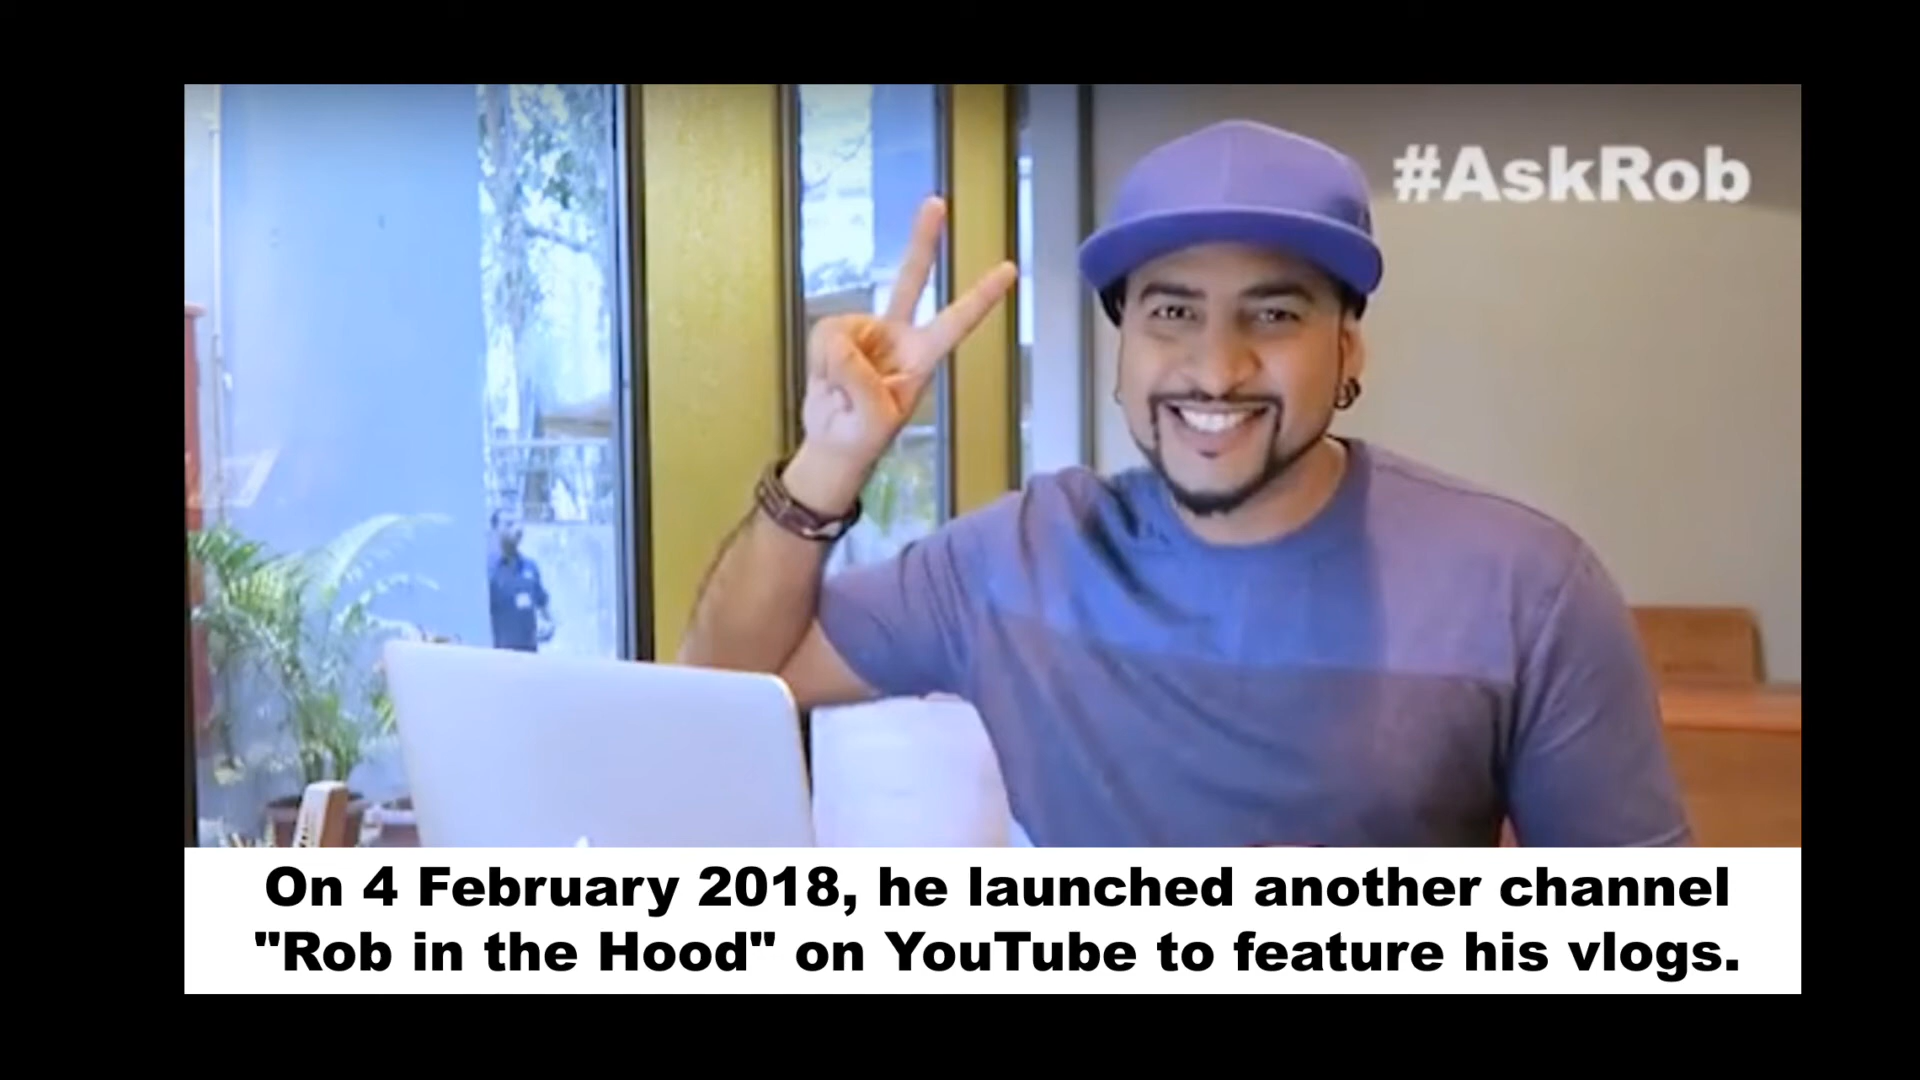 #AskRob
On 4 February 2018, he launched another channel
"Rob in the Hood" on YouTube to feature his vlogs.